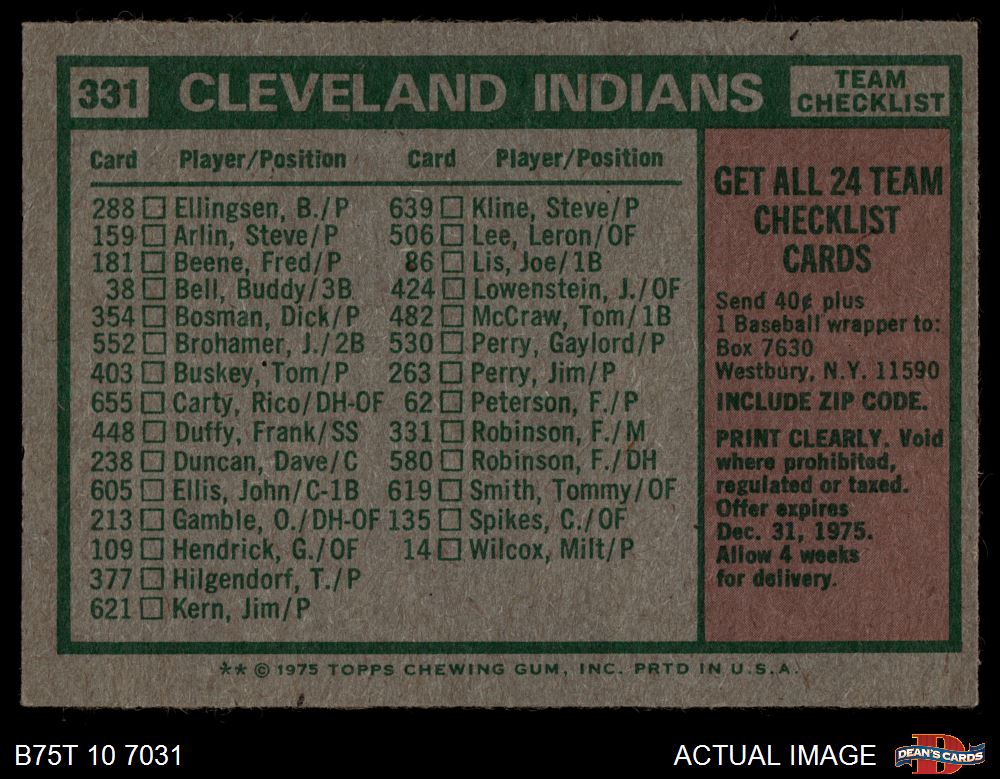 331 CLEVELAND INDIANS TEAM CHECKLIST
Card Player/Position
288 Ellingsen, B./P
159 Arlin, Steve/P
181 Beene, Fred/P
38 Bell, Buddy/3B
354 Bosman, Dick/P
552 Brohamer, J./2B
403 Buskey, Tom/P
655 Carty, Rico/DH-OF
448 Duffy, Frank/SS
238 Duncan, Dave/C
605 Ellis, John/C-1B
213 Gamble, O./DH-OF
109 Hendrick, G./OF
377 Hilgendorf, T./P
621 Kern, Jim/P
Card Player/Position
639 Kline, Steve/P
506 Lee, Leron/OF
86 Lis, Joe/1B
424 Lowenstein, J./OF
482 McCraw, Tom/1B
530 Perry, Gaylord/P
263 Perry, Jim/P
62 Peterson, F./P
331 Robinson, F./M
580 Robinson, F./DH
619 Smith, Tommy/OF
135 Spikes, C./OF
14 Wilcox, Milt/P
GET ALL 24 TEAM
CHECKLIST
CARDS
Send 40¢ plus
1 Baseball wrapper to:
Box 7630
Westbury, N.Y. 11590
INCLUDE ZIP CODE.
PRINT CLEARLY. Void
where prohibited,
regulated or taxed.
Offer expires
Dec. 31, 1975.
Allow 4 weeks
for delivery.
** © 1975 TOPPS CHEWING GUM, INC. PRTD IN U.S.A.
B75T 10 7031
ACTUAL IMAGE
D
DEAN'S CARDS